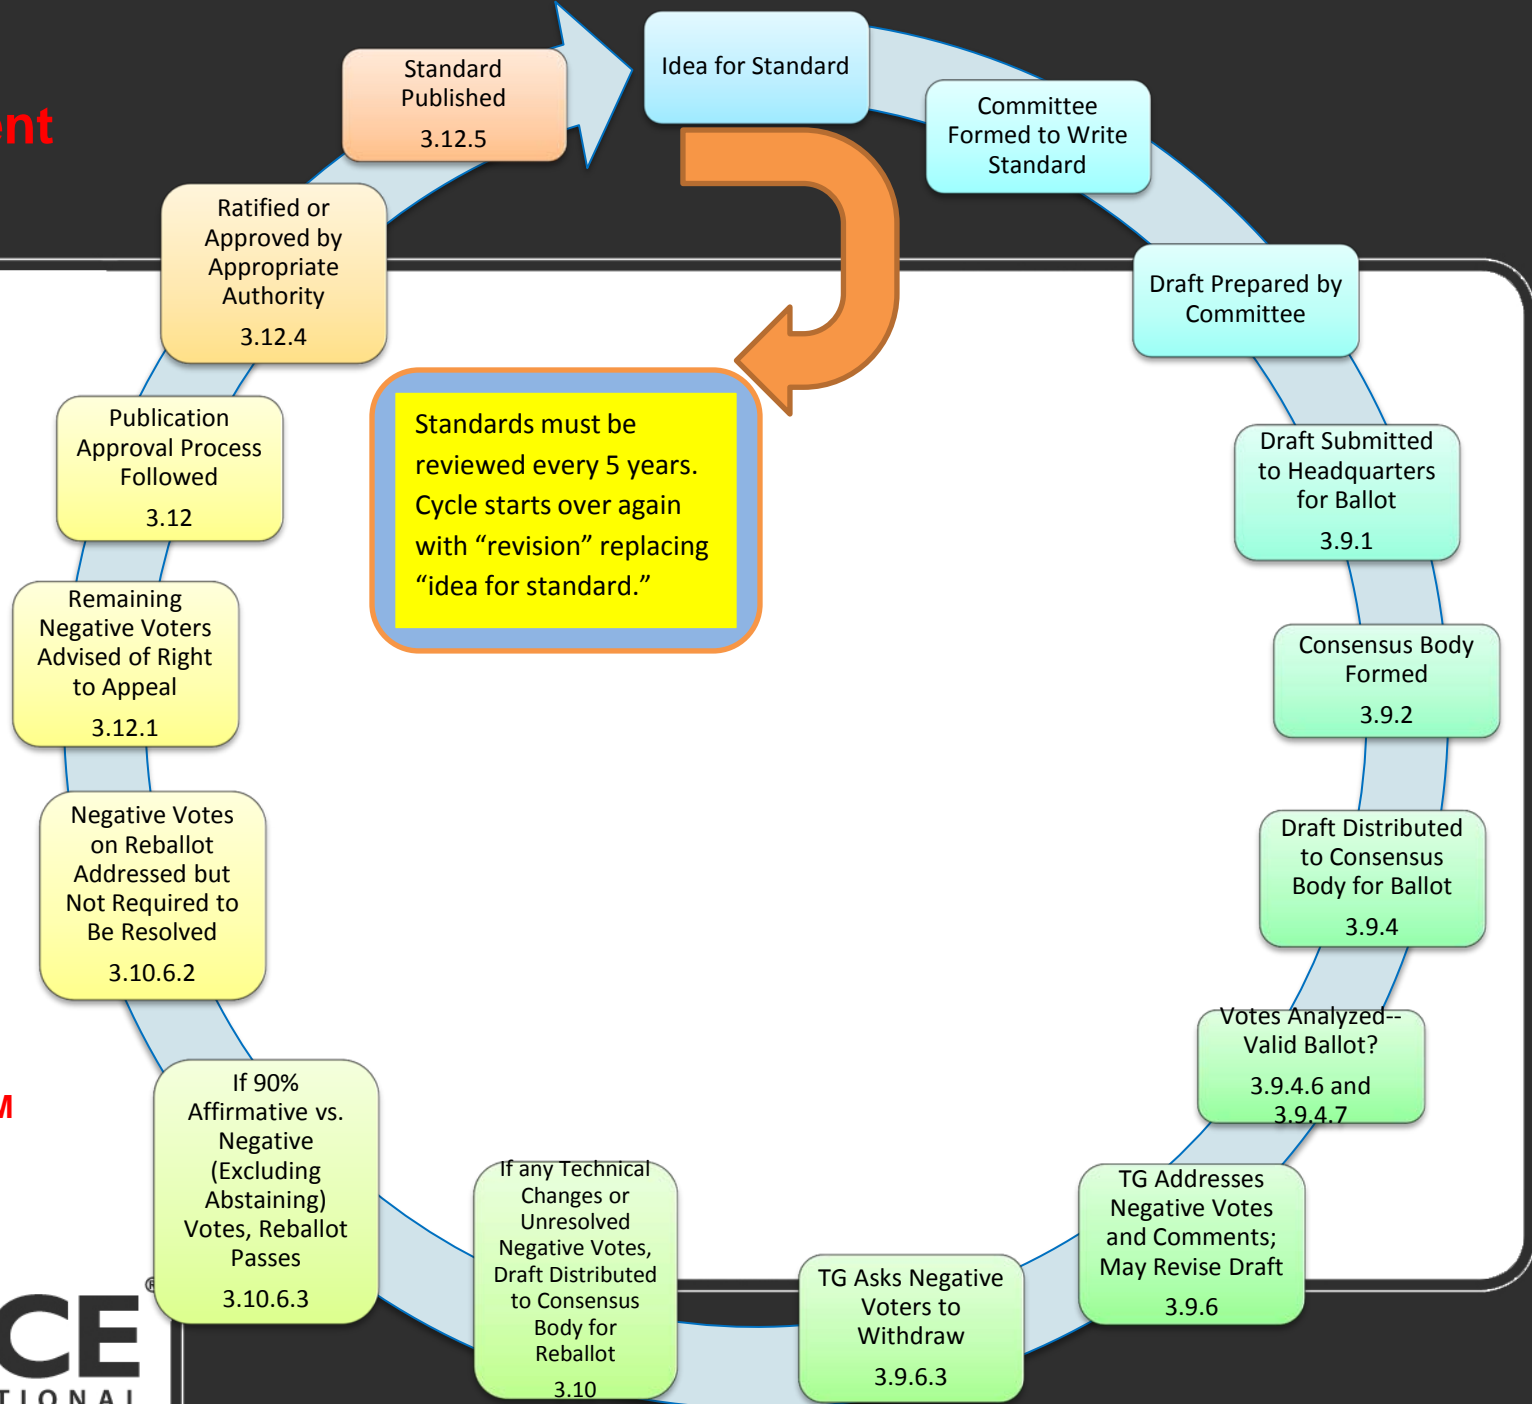 Idea for Standard
Committee
Formed to Write
Standard
Draft Prepared by
Committee
Draft Submitted
to Headquarters
for Ballot
3.9.1
Consensus Body
Formed
3.9.2
Draft Distributed
to Consensus
Body for Ballot
3.9.4
Votes Analyzed--
Valid Ballot?
3.9.4.6 and
3.9.4.7
TG Addresses
Negative Votes
and Comments;
May Revise Draft
3.9.6
TG Asks Negative
Voters to
Withdraw
3.9.6.3
If any Technical
Changes or
Unresolved
Negative Votes,
Draft Distributed
to Consensus
Body for
Reballot
3.10
If 90%
Affirmative vs.
Negative
(Excluding
Abstaining)
Votes, Reballot
Passes
3.10.6.3
Negative Votes
on Reballot
Addressed but
Not Required to
Be Resolved
3.10.6.2
Remaining
Negative Voters
Advised of Right
to Appeal
3.12.1
Publication
Approval Process
Followed
3.12
Ratified or
Approved by
Appropriate
Authority
3.12.4
Standard
Published
3.12.5
Standards must be
reviewed every 5 years.
Cycle starts over again
with “revision” replacing
“idea for standard.”
ent
M
CE®
TIONAL